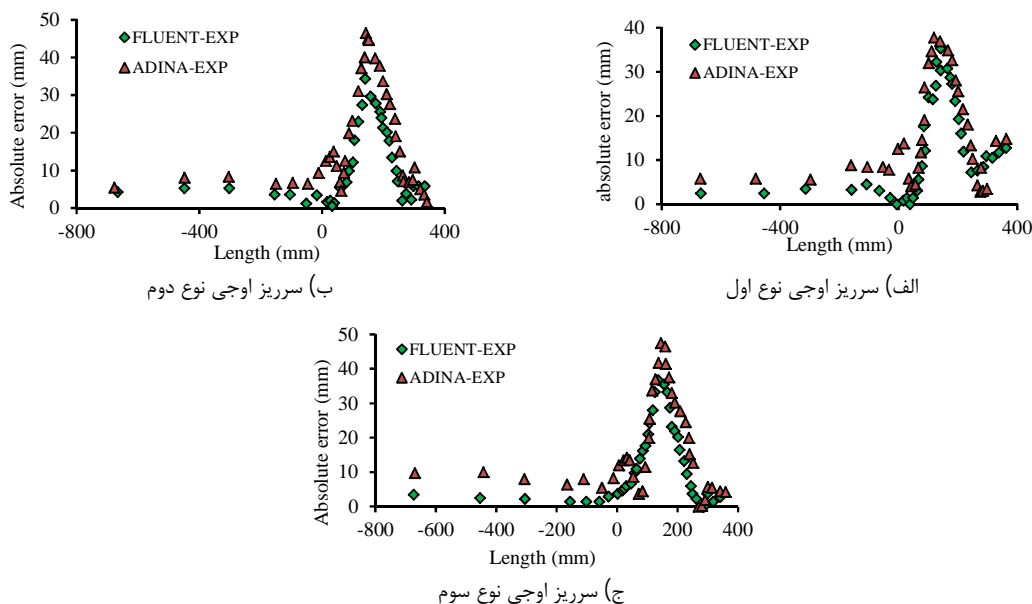 50
40
30
20
10
0
-800
-400
0
400
Absolute error (mm)
Length (mm)
FLUENT-EXP
ADINA-EXP
ب) سرریز اوجی نوع دوم
40
30
20
10
0
-800
-400
0
400
absolute error (mm)
Length (mm)
FLUENT-EXP
ADINA-EXP
الف) سرریز اوجی نوع اول
50
40
30
20
10
0
-800
-600
-400
-200
0
200
400
Absolute error (mm)
Length (mm)
FLUENT-EXP
ADINA-EXP
ج) سرریز اوجی نوع سوم